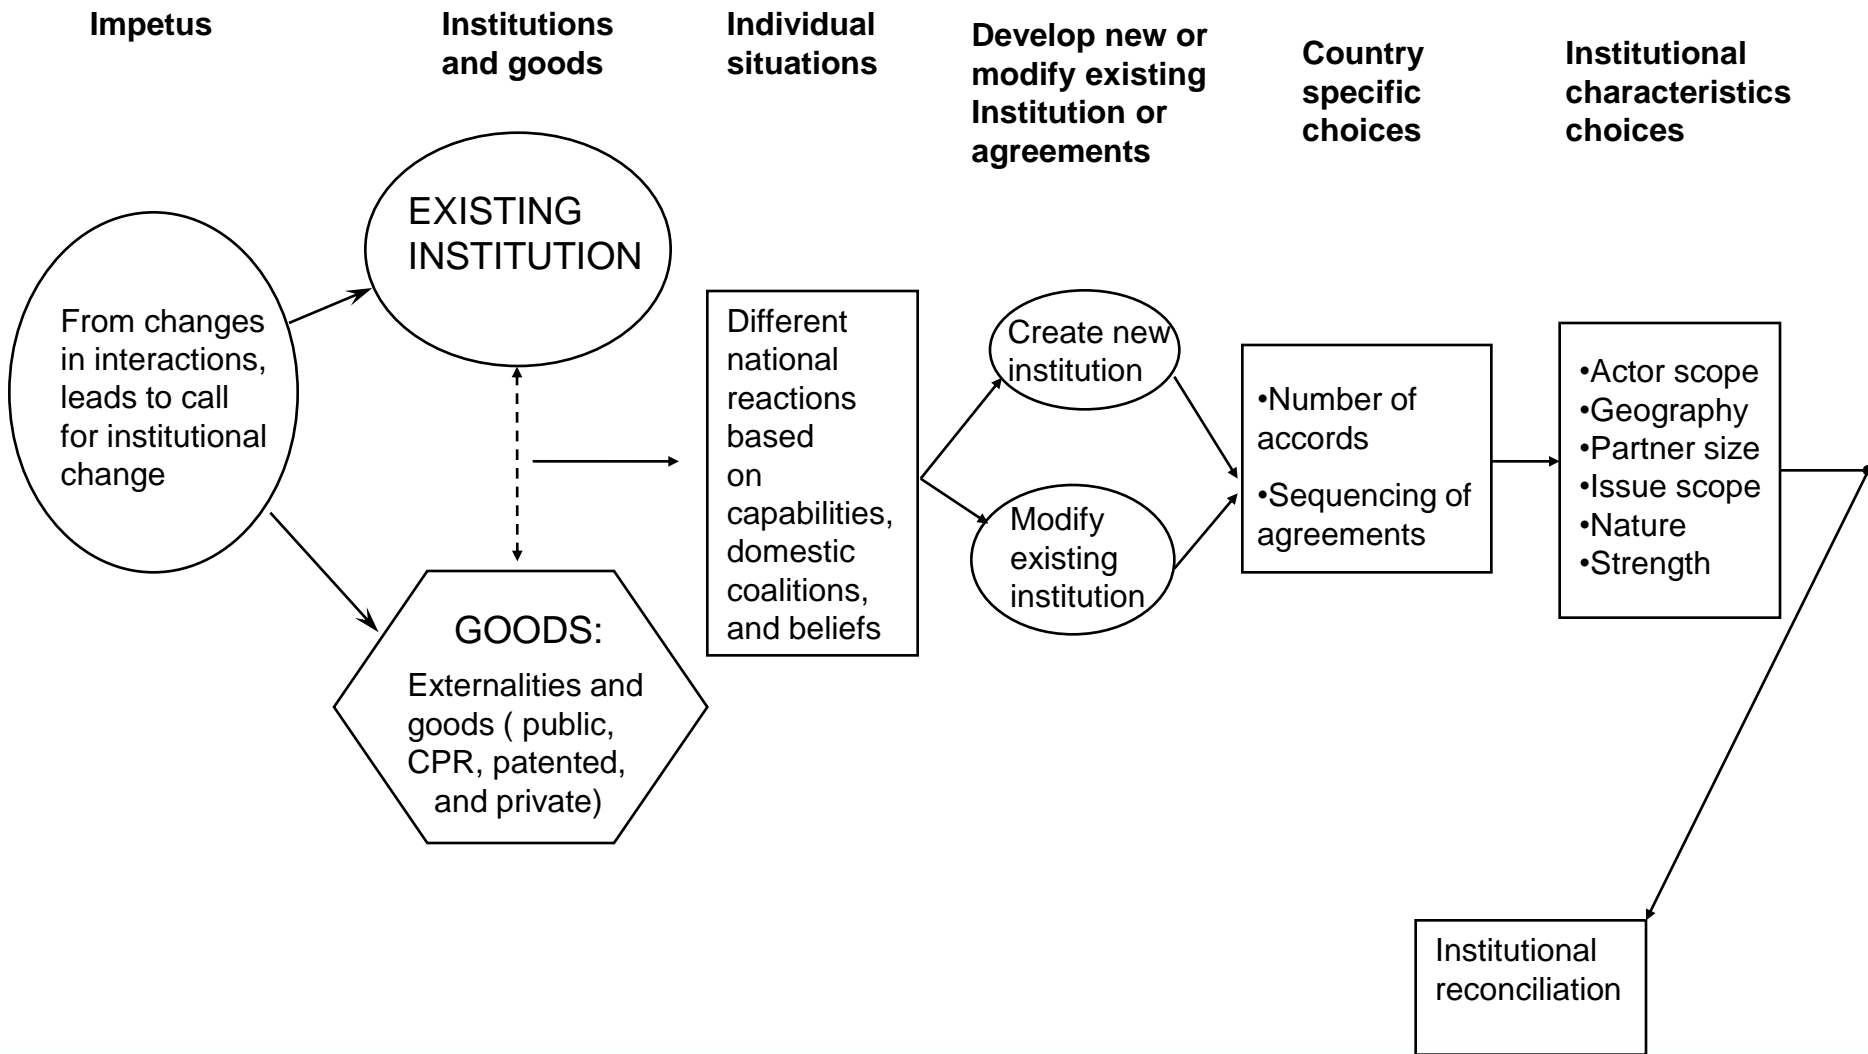 Impetus
Institutions
and goods
Individual
situations
Develop new or
modify existing
Institution or
agreements
Country
specific
choices
Institutional
characteristics
choices
From changes
in interactions,
leads to call
for institutional
change
EXISTING
INSTITUTION
GOODS:
Externalities and
goods ( public,
CPR, patented,
and private)
Different
national
reactions
based
on
capabilities,
domestic
coalitions,
and beliefs
Create new
institution
Modify
existing
institution
•Number of
accords
•Sequencing of
agreements
•Actor scope
•Geography
•Partner size
•Issue scope
•Nature
•Strength
Institutional
reconciliation